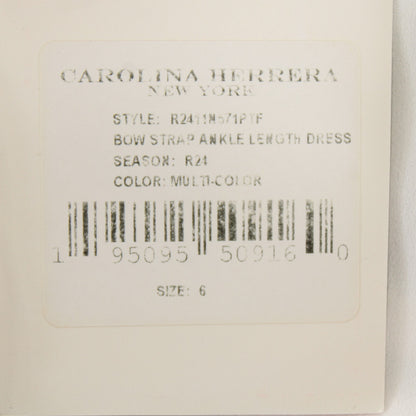 CAROLINA HERRERA
NEW YORK
STYLE: R2411N571PTF
BOW STRAP ANKLE LENGTH DRESS
SEASON: R24
COLOR: MULTI-COLOR
1 95095 50916 0
SIZE: 6